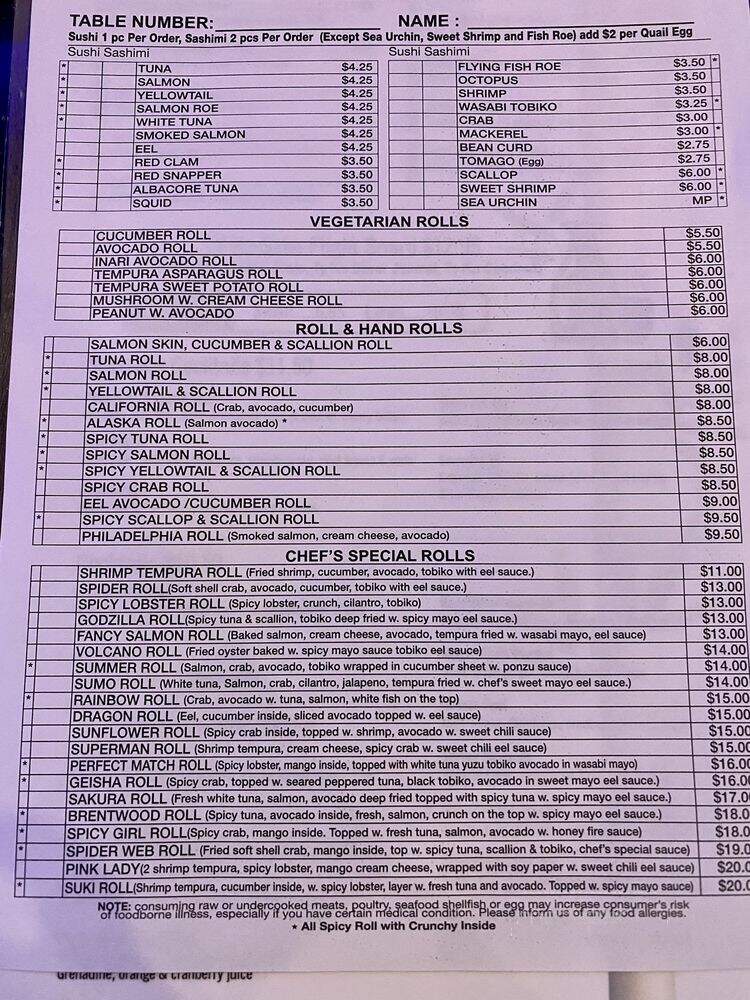 TABLE NUMBER:____________ NAME :____________
Sushi 1 pc Per Order, Sashimi 2 pcs Per Order (Except Sea Urchin, Sweet Shrimp and Fish Roe) add $2 per Quail Egg
Sushi Sashimi
* TUNA $4.25
* SALMON $4.25
* YELLOWTAIL $4.25
* SALMON ROE $4.25
* WHITE TUNA $4.25
SMOKED SALMON $4.25
EEL $4.25
* RED CLAM $3.50
* RED SNAPPER $3.50
* ALBACORE TUNA $3.50
* SQUID $3.50
Sushi Sashimi
FLYING FISH ROE $3.50 *
OCTOPUS $3.50
SHRIMP $3.50
WASABI TOBIKO $3.25 *
CRAB $3.00
MACKEREL $3.00 *
BEAN CURD $2.75
TOMAGO (Egg) $2.75
SCALLOP $6.00 *
SWEET SHRIMP $6.00 *
SEA URCHIN MP *
VEGETARIAN ROLLS
CUCUMBER ROLL $5.50
AVOCADO ROLL $5.50
INARI AVOCADO ROLL $6.00
TEMPURA ASPARAGUS ROLL $6.00
TEMPURA SWEET POTATO ROLL $6.00
MUSHROOM W. CREAM CHEESE ROLL $6.00
PEANUT W. AVOCADO $6.00
ROLL & HAND ROLLS
SALMON SKIN, CUCUMBER & SCALLION ROLL $6.00
* TUNA ROLL $8.00
* SALMON ROLL $8.00
* YELLOWTAIL & SCALLION ROLL $8.00
CALIFORNIA ROLL (Crab, avocado, cucumber) $8.00
* ALASKA ROLL (Salmon avocado) * $8.50
* SPICY TUNA ROLL $8.50
* SPICY SALMON ROLL $8.50
* SPICY YELLOWTAIL & SCALLION ROLL $8.50
SPICY CRAB ROLL $8.50
EEL AVOCADO /CUCUMBER ROLL $9.00
* SPICY SCALLOP & SCALLION ROLL $9.50
PHILADELPHIA ROLL (Smoked salmon, cream cheese, avocado) $9.50
CHEF'S SPECIAL ROLLS
SHRIMP TEMPURA ROLL (Fried shrimp, cucumber, avocado, tobiko with eel sauce.) $11.00
SPIDER ROLL(Soft shell crab, avocado, cucumber, tobiko with eel sauce.) $13.00
SPICY LOBSTER ROLL (Spicy lobster, crunch, cilantro, tobiko) $13.00
GODZILLA ROLL(Spicy tuna & scallion, tobiko deep fried w. spicy mayo eel sauce.) $13.00
FANCY SALMON ROLL (Baked salmon, cream cheese, avocado, tempura fried w. wasabi mayo, eel sauce) $13.00
VOLCANO ROLL (Fried oyster baked w. spicy mayo sauce tobiko eel sauce) $14.00
* SUMMER ROLL (Salmon, crab, avocado, tobiko wrapped in cucumber sheet w. ponzu sauce) $14.00
SUMO ROLL (White tuna, Salmon, crab, cilantro, jalapeno, tempura fried w. chef's sweet mayo eel sauce.) $14.00
* RAINBOW ROLL (Crab, avocado w. tuna, salmon, white fish on the top) $15.00
DRAGON ROLL (Eel, cucumber inside, sliced avocado topped w. eel sauce) $15.00
SUNFLOWER ROLL (Spicy crab inside, topped w. shrimp, avocado w. sweet chili sauce) $15.00
SUPERMAN ROLL (Shrimp tempura, cream cheese, spicy crab w. sweet chili eel sauce) $15.00
* PERFECT MATCH ROLL (Spicy lobster, mango inside, topped with white tuna yuzu tobiko avocado in wasabi mayo) $16.0
* GEISHA ROLL (Spicy crab, topped w. seared peppered tuna, black tobiko, avocado in sweet mayo eel sauce.) $16.0
SAKURA ROLL (Fresh white tuna, salmon, avocado deep fried topped with spicy tuna w. spicy mayo eel sauce.) $17.0
* BRENTWOOD ROLL (Spicy tuna, avocado inside, fresh, salmon, crunch on the top w. spicy mayo eel sauce) $18.0
* SPICY GIRL ROLL(Spicy crab, mango inside. Topped w. fresh tuna, salmon, avocado w. honey fire sauce) $18.0
* SPIDER WEB ROLL (Fried soft shell crab, mango inside, top w. spicy tuna, scallion & tobiko, chef's special sauce) $19.0
PINK LADY(2 shrimp tempura, spicy lobster, mango cream cheese, wrapped with soy paper w. sweet chili eel sauce) $20.0
* SUKI ROLL(Shrimp tempura, cucumber inside, w. spicy lobster, layer w. fresh tuna and avocado. Topped w. spicy mayo sauce) $20.0
NOTE: consuming raw or undercooked meats, poultry, seafood shellfish or egg may increase consumer's risk
of foodborne illness, especially if you have certain medical condition. Please inform us of any food allergies.
* All Spicy Roll with Crunchy Inside
Grenadine, orange & cranberry juice